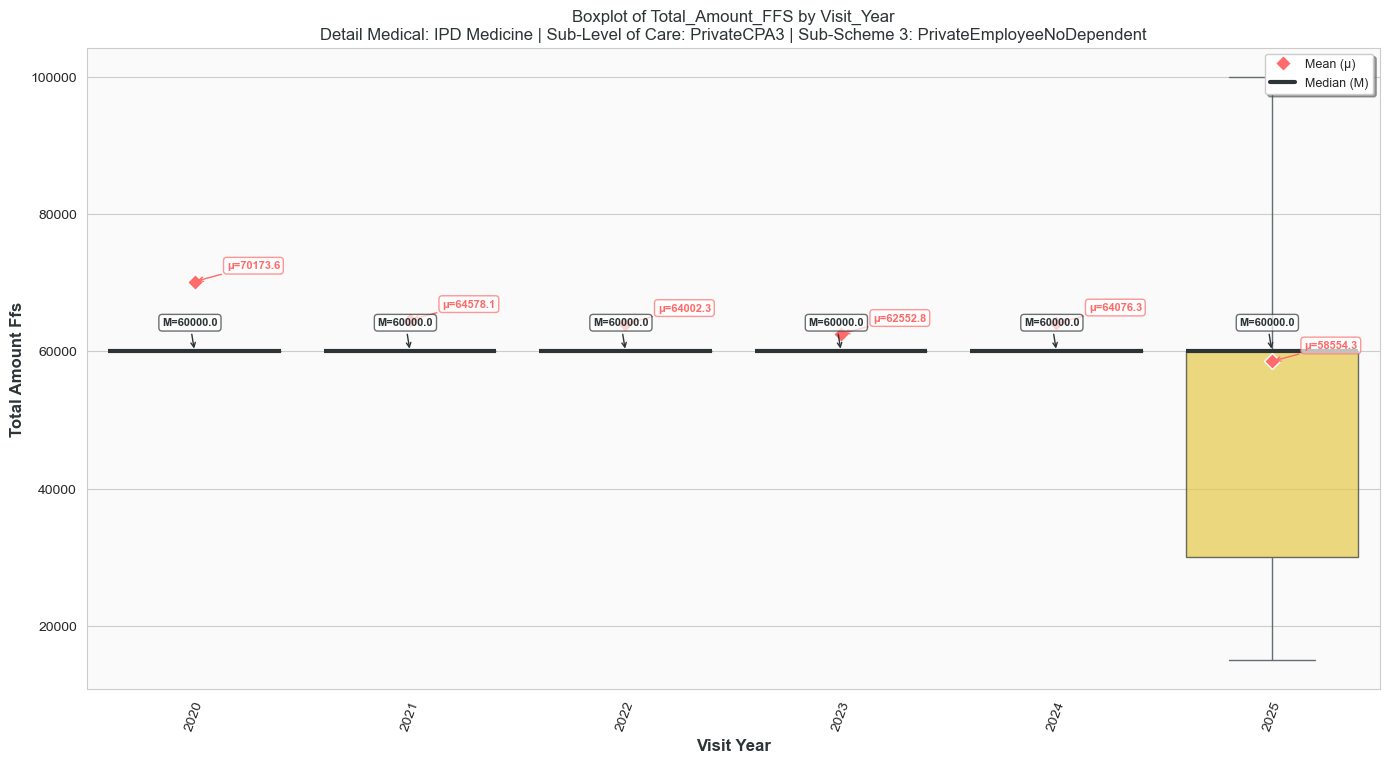 Boxplot of Total_Amount_FFS by Visit_Year
Detail Medical: IPD Medicine | Sub-Level of Care: PrivateCPA3 | Sub-Scheme 3: PrivateEmployeeNoDependent
Mean (μ)
Median (M)
100000
80000
60000
40000
20000
Total Amount Ffs
μ=70173.6
M=60000.0
μ=64578.1
M=60000.0
μ=64002.3
M=60000.0
μ=62552.8
M=60000.0
μ=64076.3
M=60000.0
μ=58554.3
M=60000.0
2020
2021
2022
2023
2024
2025
Visit Year